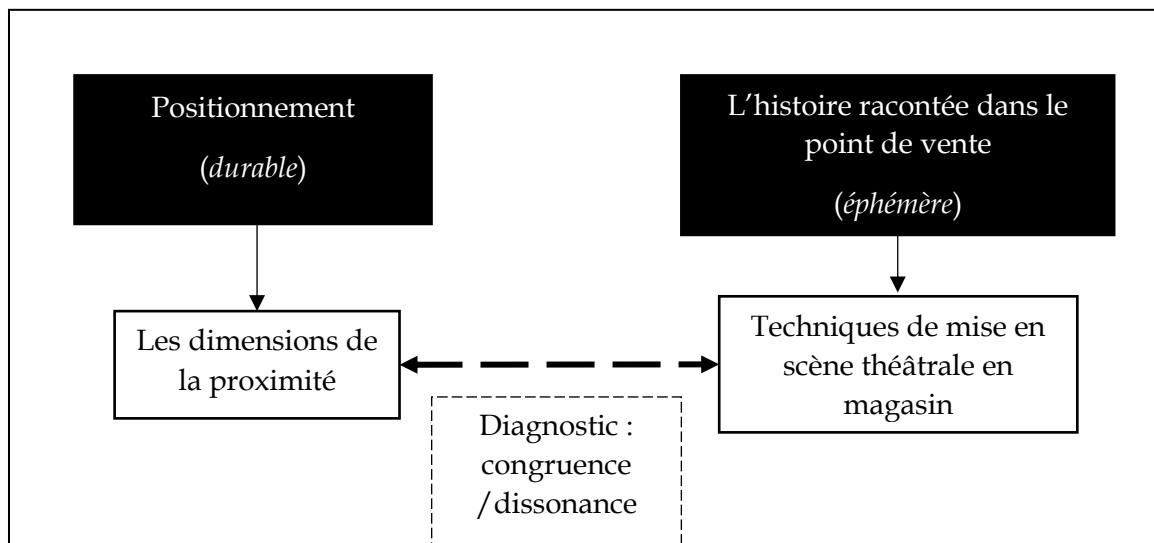 Positionnement
(durable)
L’histoire racontée dans le
point de vente
(éphémère)
Les dimensions de
la proximité
Techniques de mise en
scène théâtrale en
magasin
Diagnostic :
congruence
/dissonance